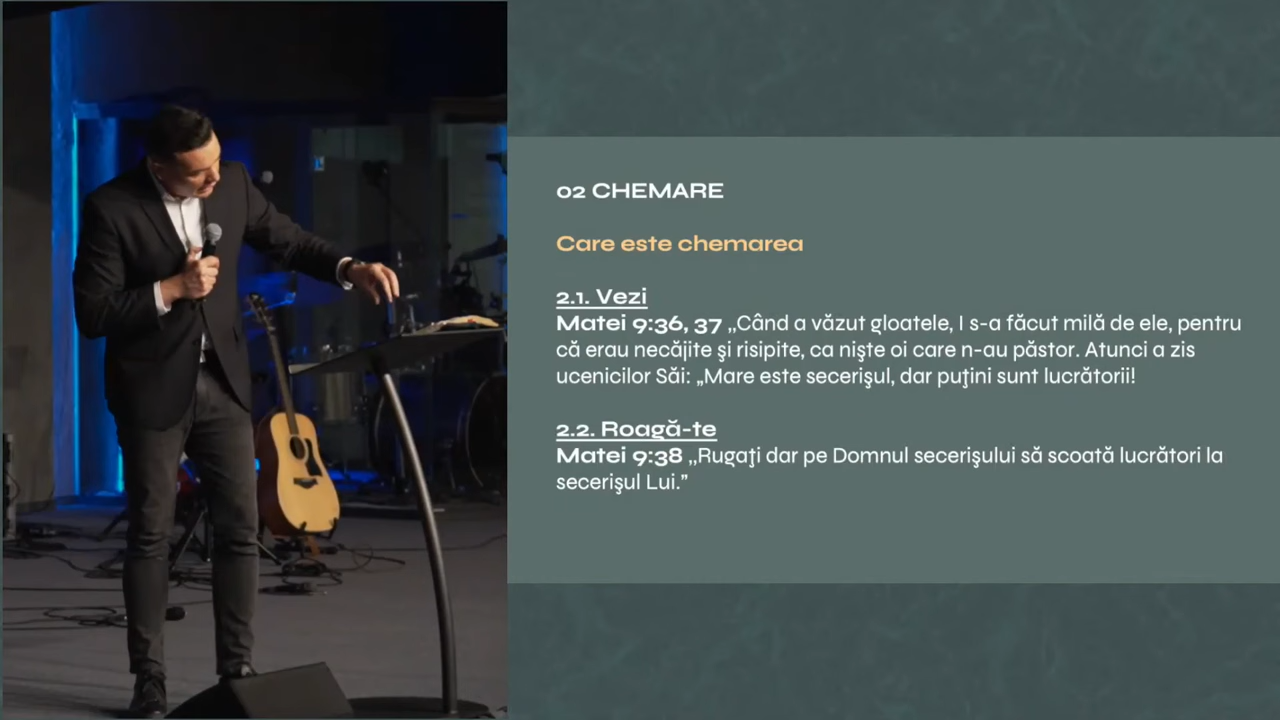 02 CHEMARE
Care este chemarea
2.1. Vezi
Matei 9:36, 37 „Când a văzut gloatele, I s-a făcut milă de ele, pentru
că erau necăjite şi risipite, ca nişte oi care n-au păstor. Atunci a zis
ucenicilor Săi: „Mare este secerişul, dar puţini sunt lucrătorii!
2.2. Roagă-te
Matei 9:38 „Rugaţi dar pe Domnul secerişului să scoată lucrători la
secerişul Lui.”